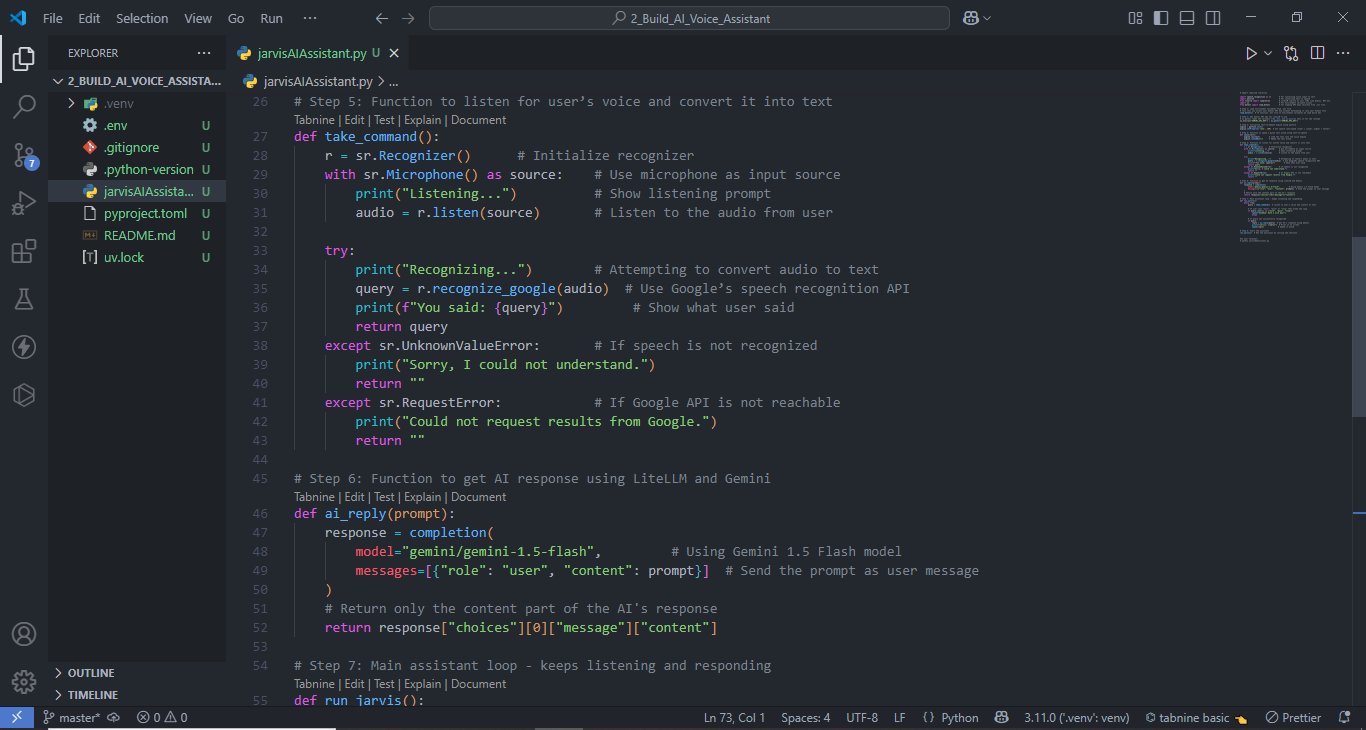 File Edit Selection View Go Run ··· 2_Build_AI_Voice_Assistant
EXPLORER ···
2_BUILD_AI_VOICE_ASSISTA...
.venv
.env U
.gitignore U
.python-version U
jarvisAIAssista... U
pyproject.toml U
README.md U
uv.lock U
7
OUTLINE
TIMELINE
jarvisAIAssistant.py U
jarvisAIAssistant.py > ...
26 # Step 5: Function to listen for user’s voice and convert it into text
Tabnine | Edit | Test | Explain | Document
27 def take_command():
28     r = sr.Recognizer()      # Initialize recognizer
29     with sr.Microphone() as source:    # Use microphone as input source
30         print("Listening...")          # Show listening prompt
31         audio = r.listen(source)       # Listen to the audio from user
32
33     try:
34         print("Recognizing...")        # Attempting to convert audio to text
35         query = r.recognize_google(audio)  # Use Google’s speech recognition API
36         print(f"You said: {query}")         # Show what user said
37         return query
38     except sr.UnknownValueError:       # If speech is not recognized
39         print("Sorry, I could not understand.")
40         return ""
41     except sr.RequestError:            # If Google API is not reachable
42         print("Could not request results from Google.")
43         return ""
44
45 # Step 6: Function to get AI response using LiteLLM and Gemini
Tabnine | Edit | Test | Explain | Document
46 def ai_reply(prompt):
47     response = completion(
48         model="gemini/gemini-1.5-flash",         # Using Gemini 1.5 Flash model
49         messages=[{"role": "user", "content": prompt}]  # Send the prompt as user message
50     )
51     # Return only the content part of the AI's response
52     return response["choices"][0]["message"]["content"]
53
54 # Step 7: Main assistant loop - keeps listening and responding
Tabnine | Edit | Test | Explain | Document
55 def run_jarvis():
master* 0 0 Ln 73, Col 1 Spaces: 4 UTF-8 LF {} Python 3.11.0 ('.venv': venv) tabnine basic Prettier